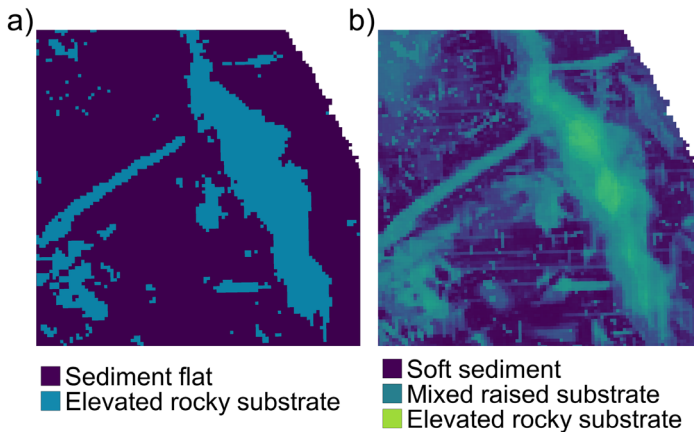 a)
b)
Sediment flat
Elevated rocky substrate
Soft sediment
Mixed raised substrate
Elevated rocky substrate